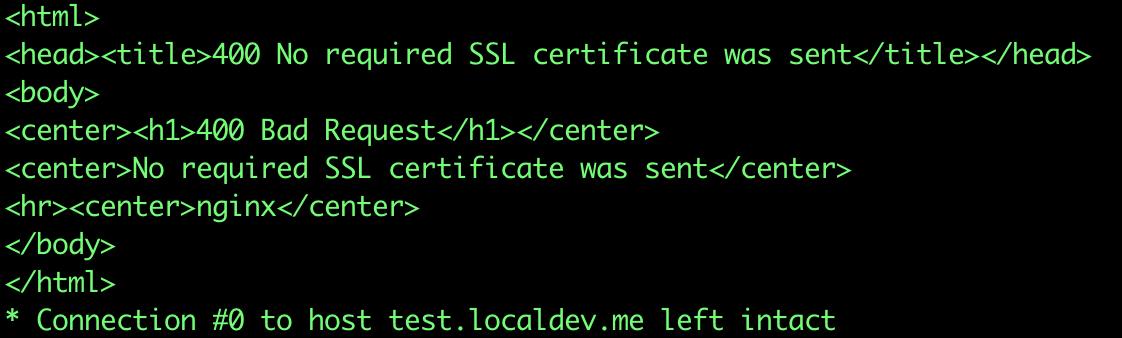 <html>
<head><title>400 No required SSL certificate was sent</title></head>
<body>
<center><h1>400 Bad Request</h1></center>
<center>No required SSL certificate was sent</center>
<hr><center>nginx</center>
</body>
</html>
* Connection #0 to host test.localdev.me left intact